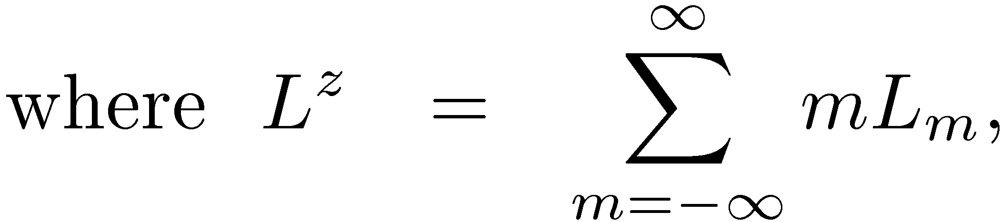 where $L^z = \sum_{m=-\infty}^{\infty} m L_m,$